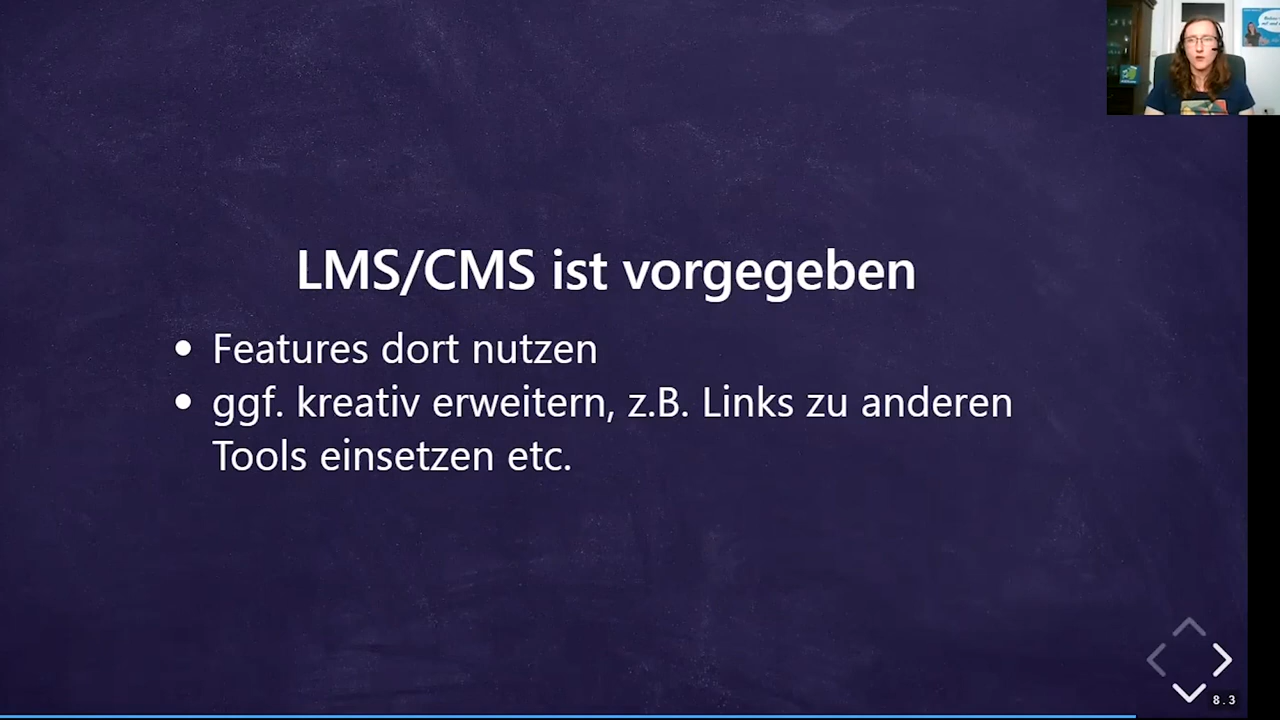 LMS/CMS ist vorgegeben
• Features dort nutzen
• ggf. kreativ erweitern, z.B. Links zu anderen
Tools einsetzen etc.
8.3